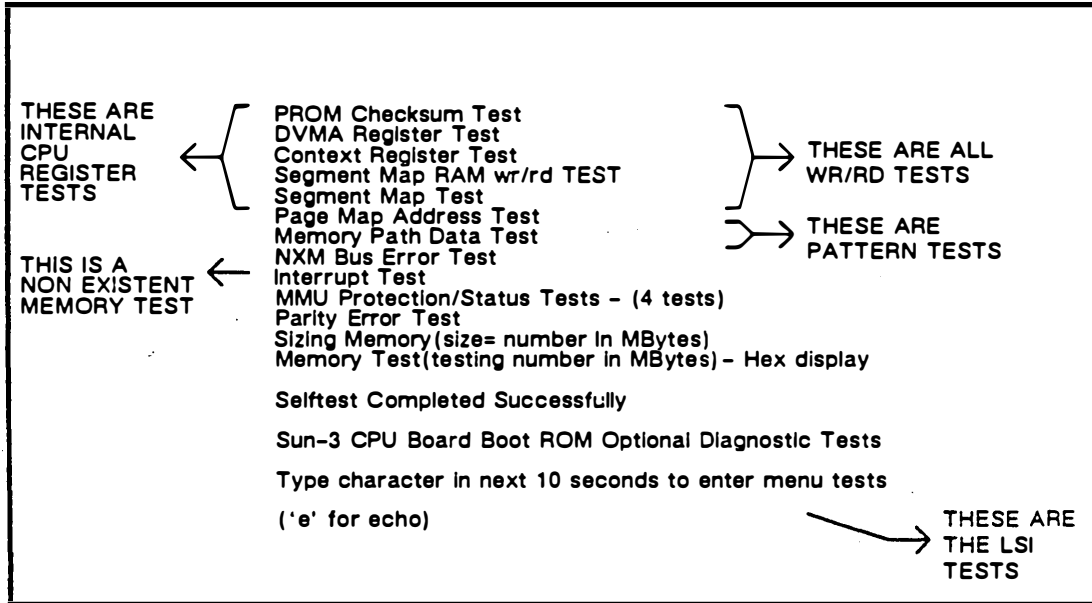 THESE ARE
INTERNAL
CPU
REGISTER
TESTS
PROM Checksum Test
DVMA Register Test
Context Register Test
Segment Map RAM wr/rd TEST
Segment Map Test
Page Map Address Test
Memory Path Data Test
NXM Bus Error Test
Interrupt Test
MMU Protection/Status Tests – (4 tests)
Parity Error Test
Sizing Memory(size= number in MBytes)
Memory Test(testing number in MBytes) – Hex display
THESE ARE ALL
WR/RD TESTS
THESE ARE
PATTERN TESTS
THIS IS A
NON EXISTENT
MEMORY TEST
Selftest Completed Successfully
Sun-3 CPU Board Boot ROM Optional Diagnostic Tests
Type character in next 10 seconds to enter menu tests
('e' for echo)
THESE ARE
THE LSI
TESTS